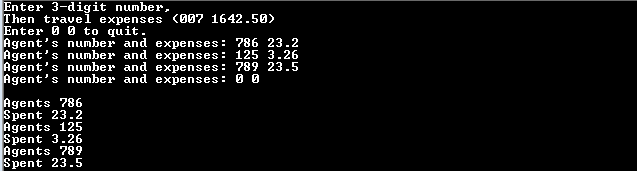 Enter 3-digit number,
Then travel expenses (007 1642.50)
Enter 0 0 to quit.
Agent's number and expenses: 786 23.2
Agent's number and expenses: 125 3.26
Agent's number and expenses: 789 23.5
Agent's number and expenses: 0 0
Agents 786
Spent 23.2
Agents 125
Spent 3.26
Agents 789
Spent 23.5